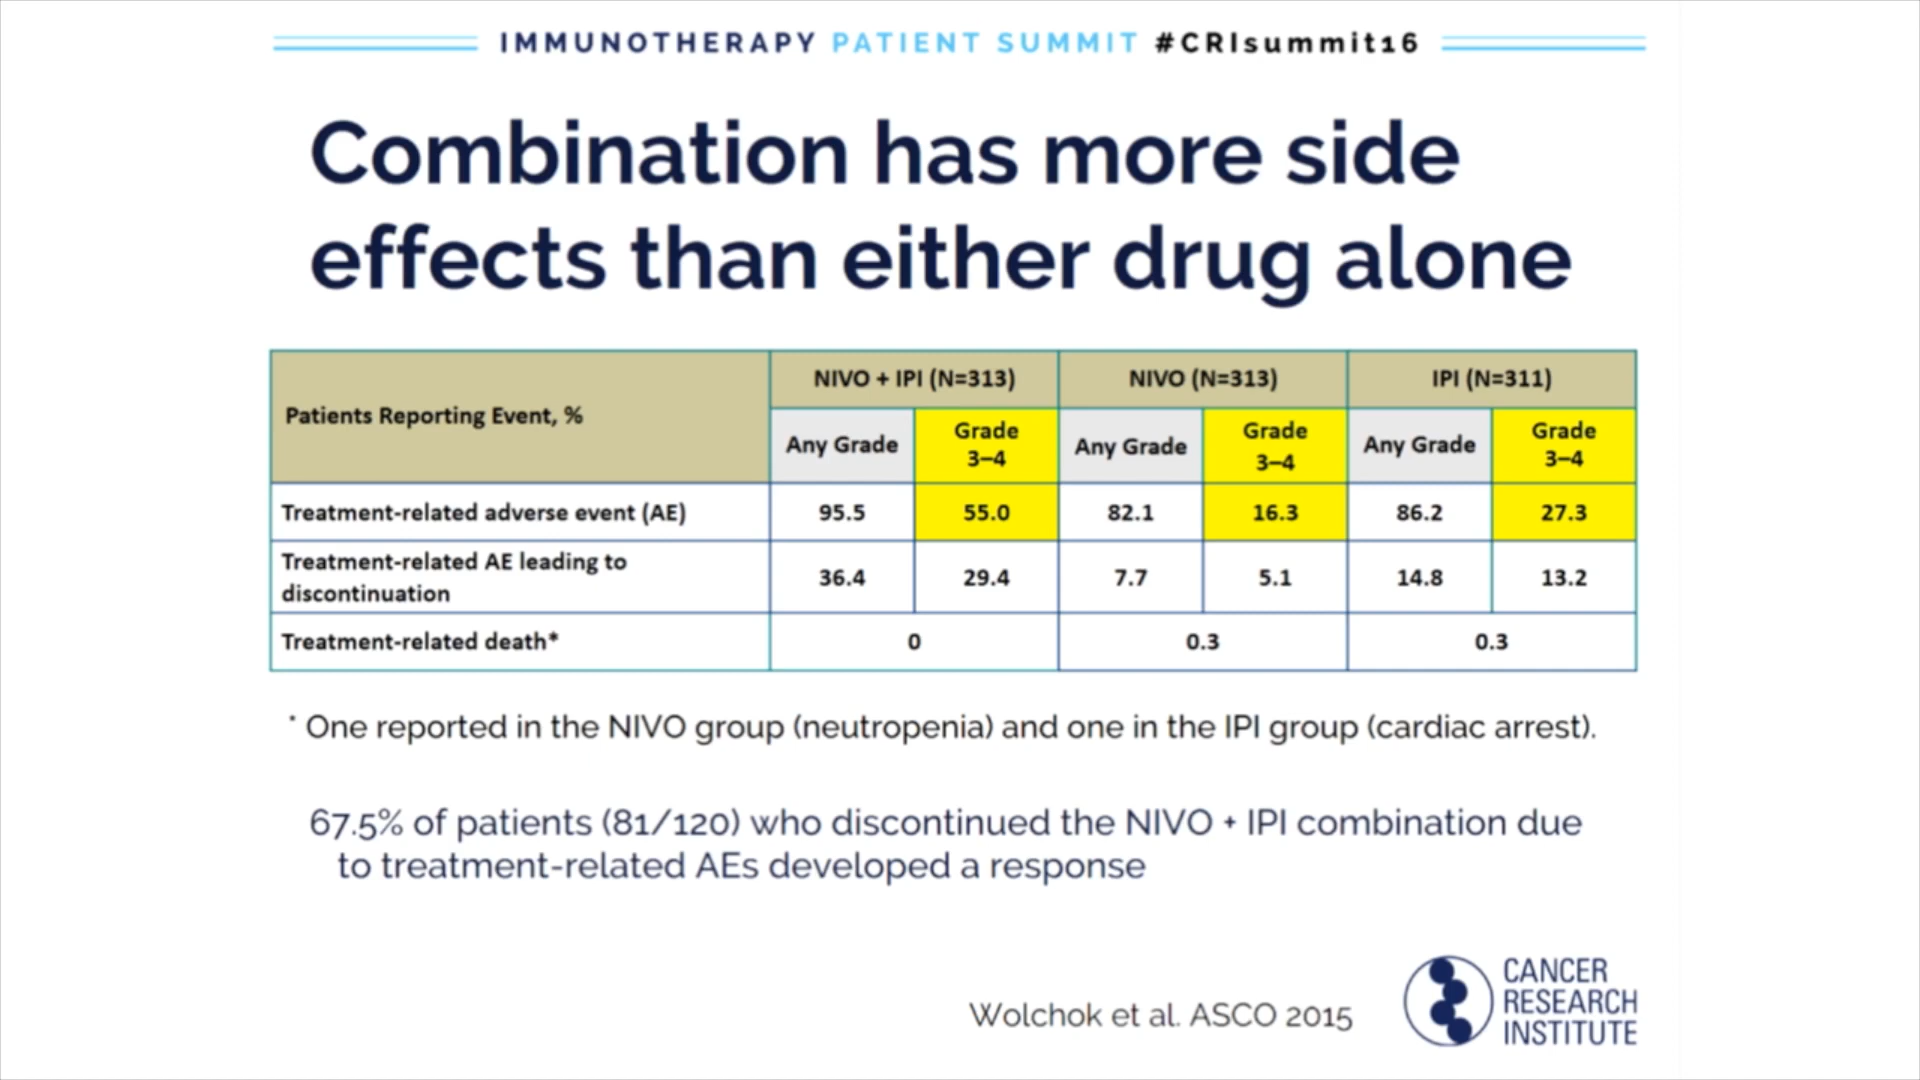 IMMUNOTHERAPY PATIENT SUMMIT #CRIsummit16
Combination has more side
effects than either drug alone
Patients Reporting Event, %
NIVO + IPI (N=313)
NIVO (N=313)
IPI (N=311)
Any Grade
Grade
3–4
Any Grade
Grade
3–4
Any Grade
Grade
3–4
Treatment-related adverse event (AE)
95.5
55.0
82.1
16.3
86.2
27.3
Treatment-related AE leading to
discontinuation
36.4
29.4
7.7
5.1
14.8
13.2
Treatment-related death*
0
0.3
0.3
* One reported in the NIVO group (neutropenia) and one in the IPI group (cardiac arrest).
67.5% of patients (81/120) who discontinued the NIVO + IPI combination due
to treatment-related AEs developed a response
Wolchok et al. ASCO 2015
CANCER
RESEARCH
INSTITUTE